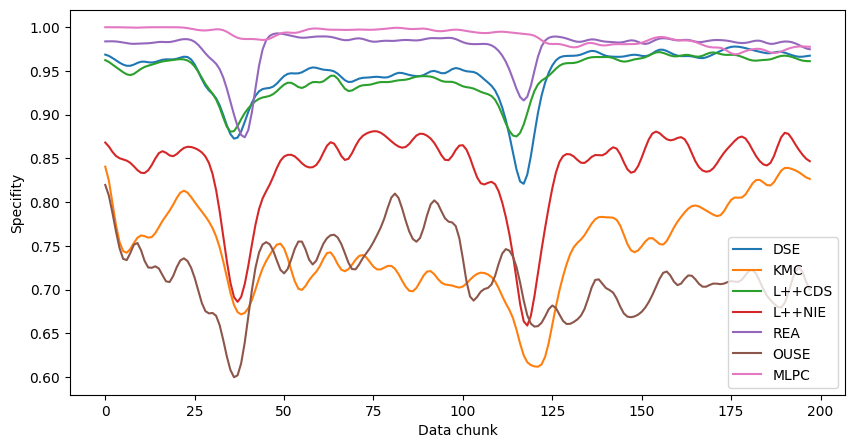 1.00
0.95
0.90
0.85
0.80
0.75
0.70
0.65
0.60
Specifity
0
25
50
75
100
125
150
175
200
Data chunk
DSE
KMC
L++CDS
L++NIE
REA
OUSE
MLPC